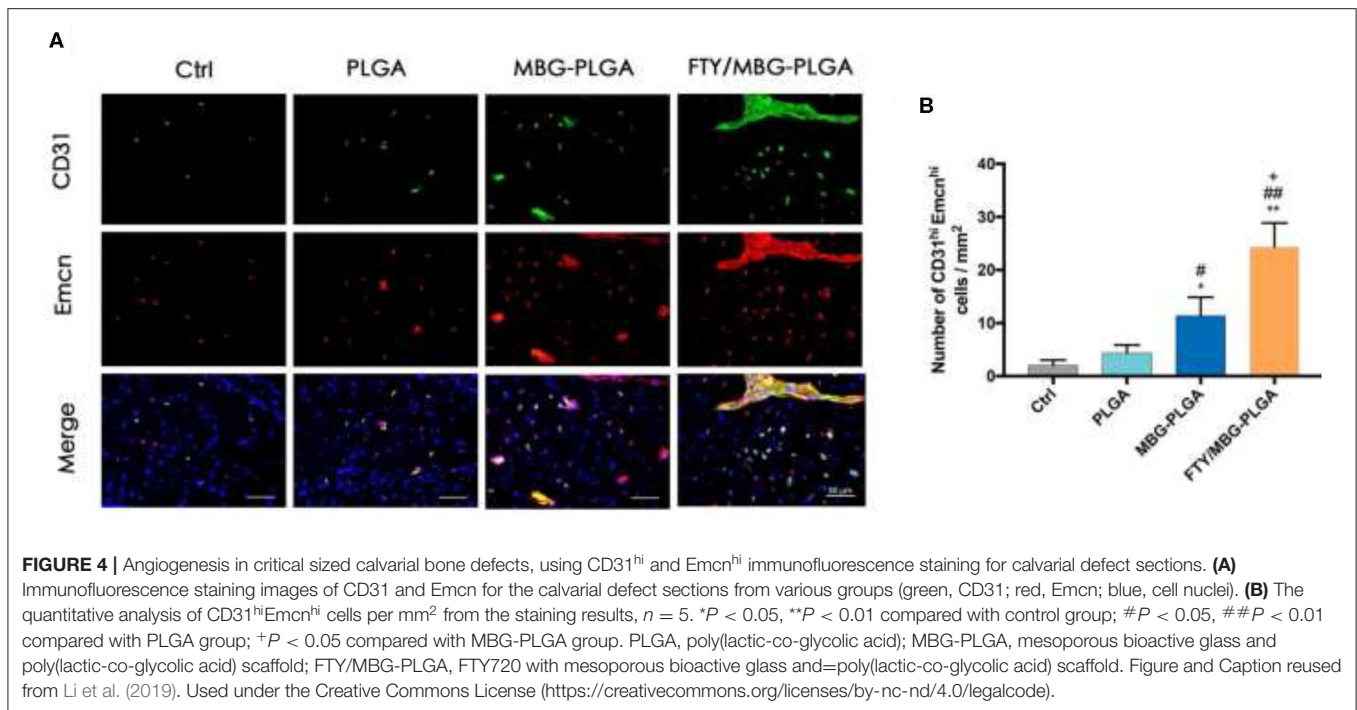 A
Ctrl PLGA MBG-PLGA FTY/MBG-PLGA
CD31
Emcn
Merge
50 μm
B
Number of CD31hi Emcnhi
cells / mm2
40
30
20
10
0
#
*
+
##
**
Ctrl
PLGA
MBG-PLGA
FTY/MBG-PLGA
FIGURE 4 | Angiogenesis in critical sized calvarial bone defects, using CD31hi and Emcnhi immunofluorescence staining for calvarial defect sections. (A)
Immunofluorescence staining images of CD31 and Emcn for the calvarial defect sections from various groups (green, CD31; red, Emcn; blue, cell nuclei). (B) The
quantitative analysis of CD31hiEmcnhi cells per mm2 from the staining results, n = 5. *P < 0.05, **P < 0.01 compared with control group; #P < 0.05, ##P < 0.01
compared with PLGA group; +P < 0.05 compared with MBG-PLGA group. PLGA, poly(lactic-co-glycolic acid); MBG-PLGA, mesoporous bioactive glass and
poly(lactic-co-glycolic acid) scaffold; FTY/MBG-PLGA, FTY720 with mesoporous bioactive glass and=poly(lactic-co-glycolic acid) scaffold. Figure and Caption reused
from Li et al. (2019). Used under the Creative Commons License (https://creativecommons.org/licenses/by-nc-nd/4.0/legalcode).